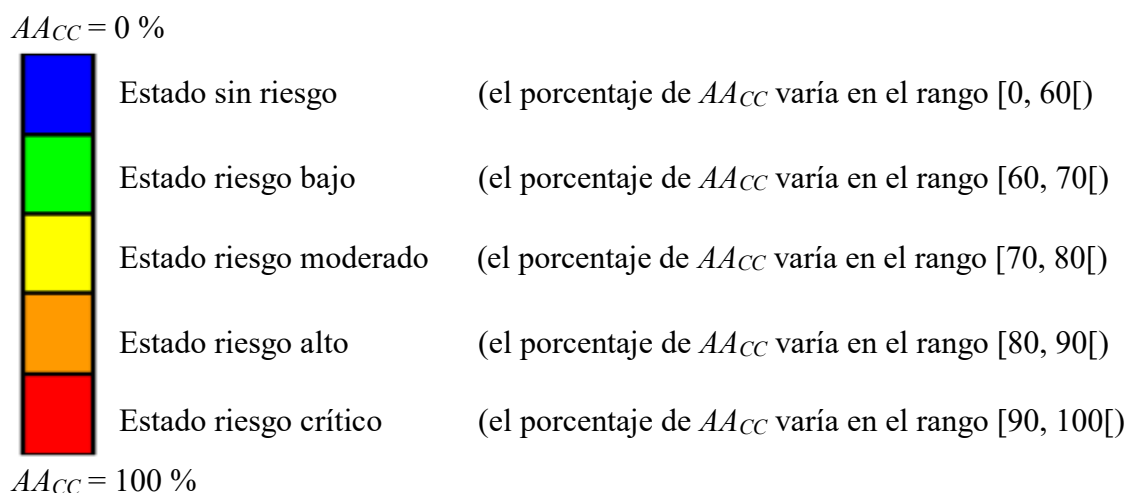 AACC = 0 %
Estado sin riesgo (el porcentaje de AACC varía en el rango [0, 60[)
Estado riesgo bajo (el porcentaje de AACC varía en el rango [60, 70[)
Estado riesgo moderado (el porcentaje de AACC varía en el rango [70, 80[)
Estado riesgo alto (el porcentaje de AACC varía en el rango [80, 90[)
Estado riesgo crítico (el porcentaje de AACC varía en el rango [90, 100[)
AACC = 100 %